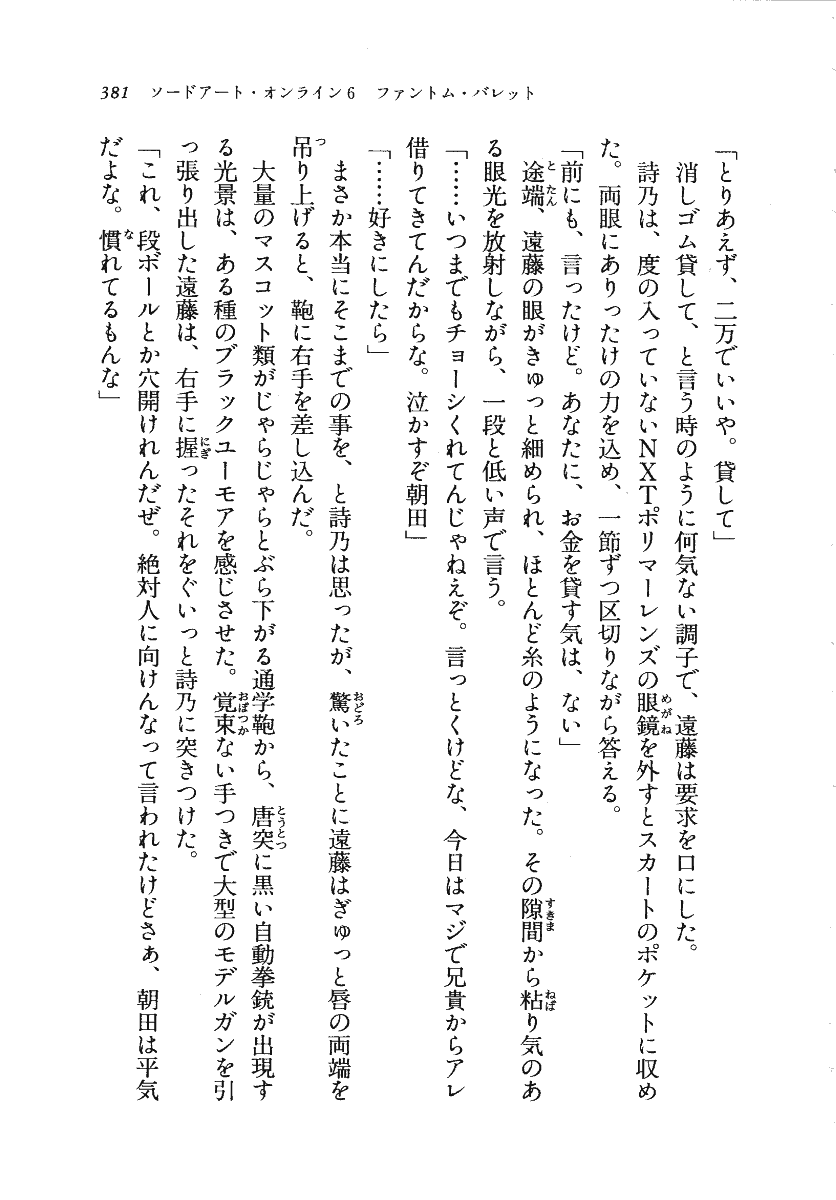 381 ソードアート・オンライン6 ファントム・バレット
「とりあえず、二万でいいや。貸して」
消しゴム貸して、と言う時のように何気ない調子で、遠藤は要求を口にした。
詩乃は、度の入っていないNXTポリマーレンズの眼鏡を外すとスカートのポケットに収め
た。両眼にありったけの力を込め、一節ずつ区切りながら答える。
「前にも、言ったけど。あなたに、お金を貸す気は、ない」
途端、遠藤の眼がきゅっと細められ、ほとんど糸のようになった。その隙間から粘り気のあ
る眼光を放射しながら、一段と低い声で言う。
「……いつまでもチョーシくれてんじゃねえぞ。言っとくけどな、今日はマジで兄貴からアレ
借りてきてんだからな。泣かすぞ朝田」
「……好きにしたら」
まさか本当にそこまでの事を、と詩乃は思ったが、驚いたことに遠藤はぎゅっと唇の両端を
吊り上げると、鞄に右手を差し込んだ。
大量のマスコット類がじゃらじゃらとぶら下がる通学鞄から、唐突に黒い自動拳銃が出現す
る光景は、ある種のブラックユーモアを感じさせた。覚束ない手つきで大型のモデルガンを引
っ張り出した遠藤は、右手に握ったそれをぐいっと詩乃に突きつけた。
「これ、段ボールとか穴開けれんだぜ。絶対人に向けんなって言われたけどさぁ、朝田は平気
だよな。慣れてるもんな」